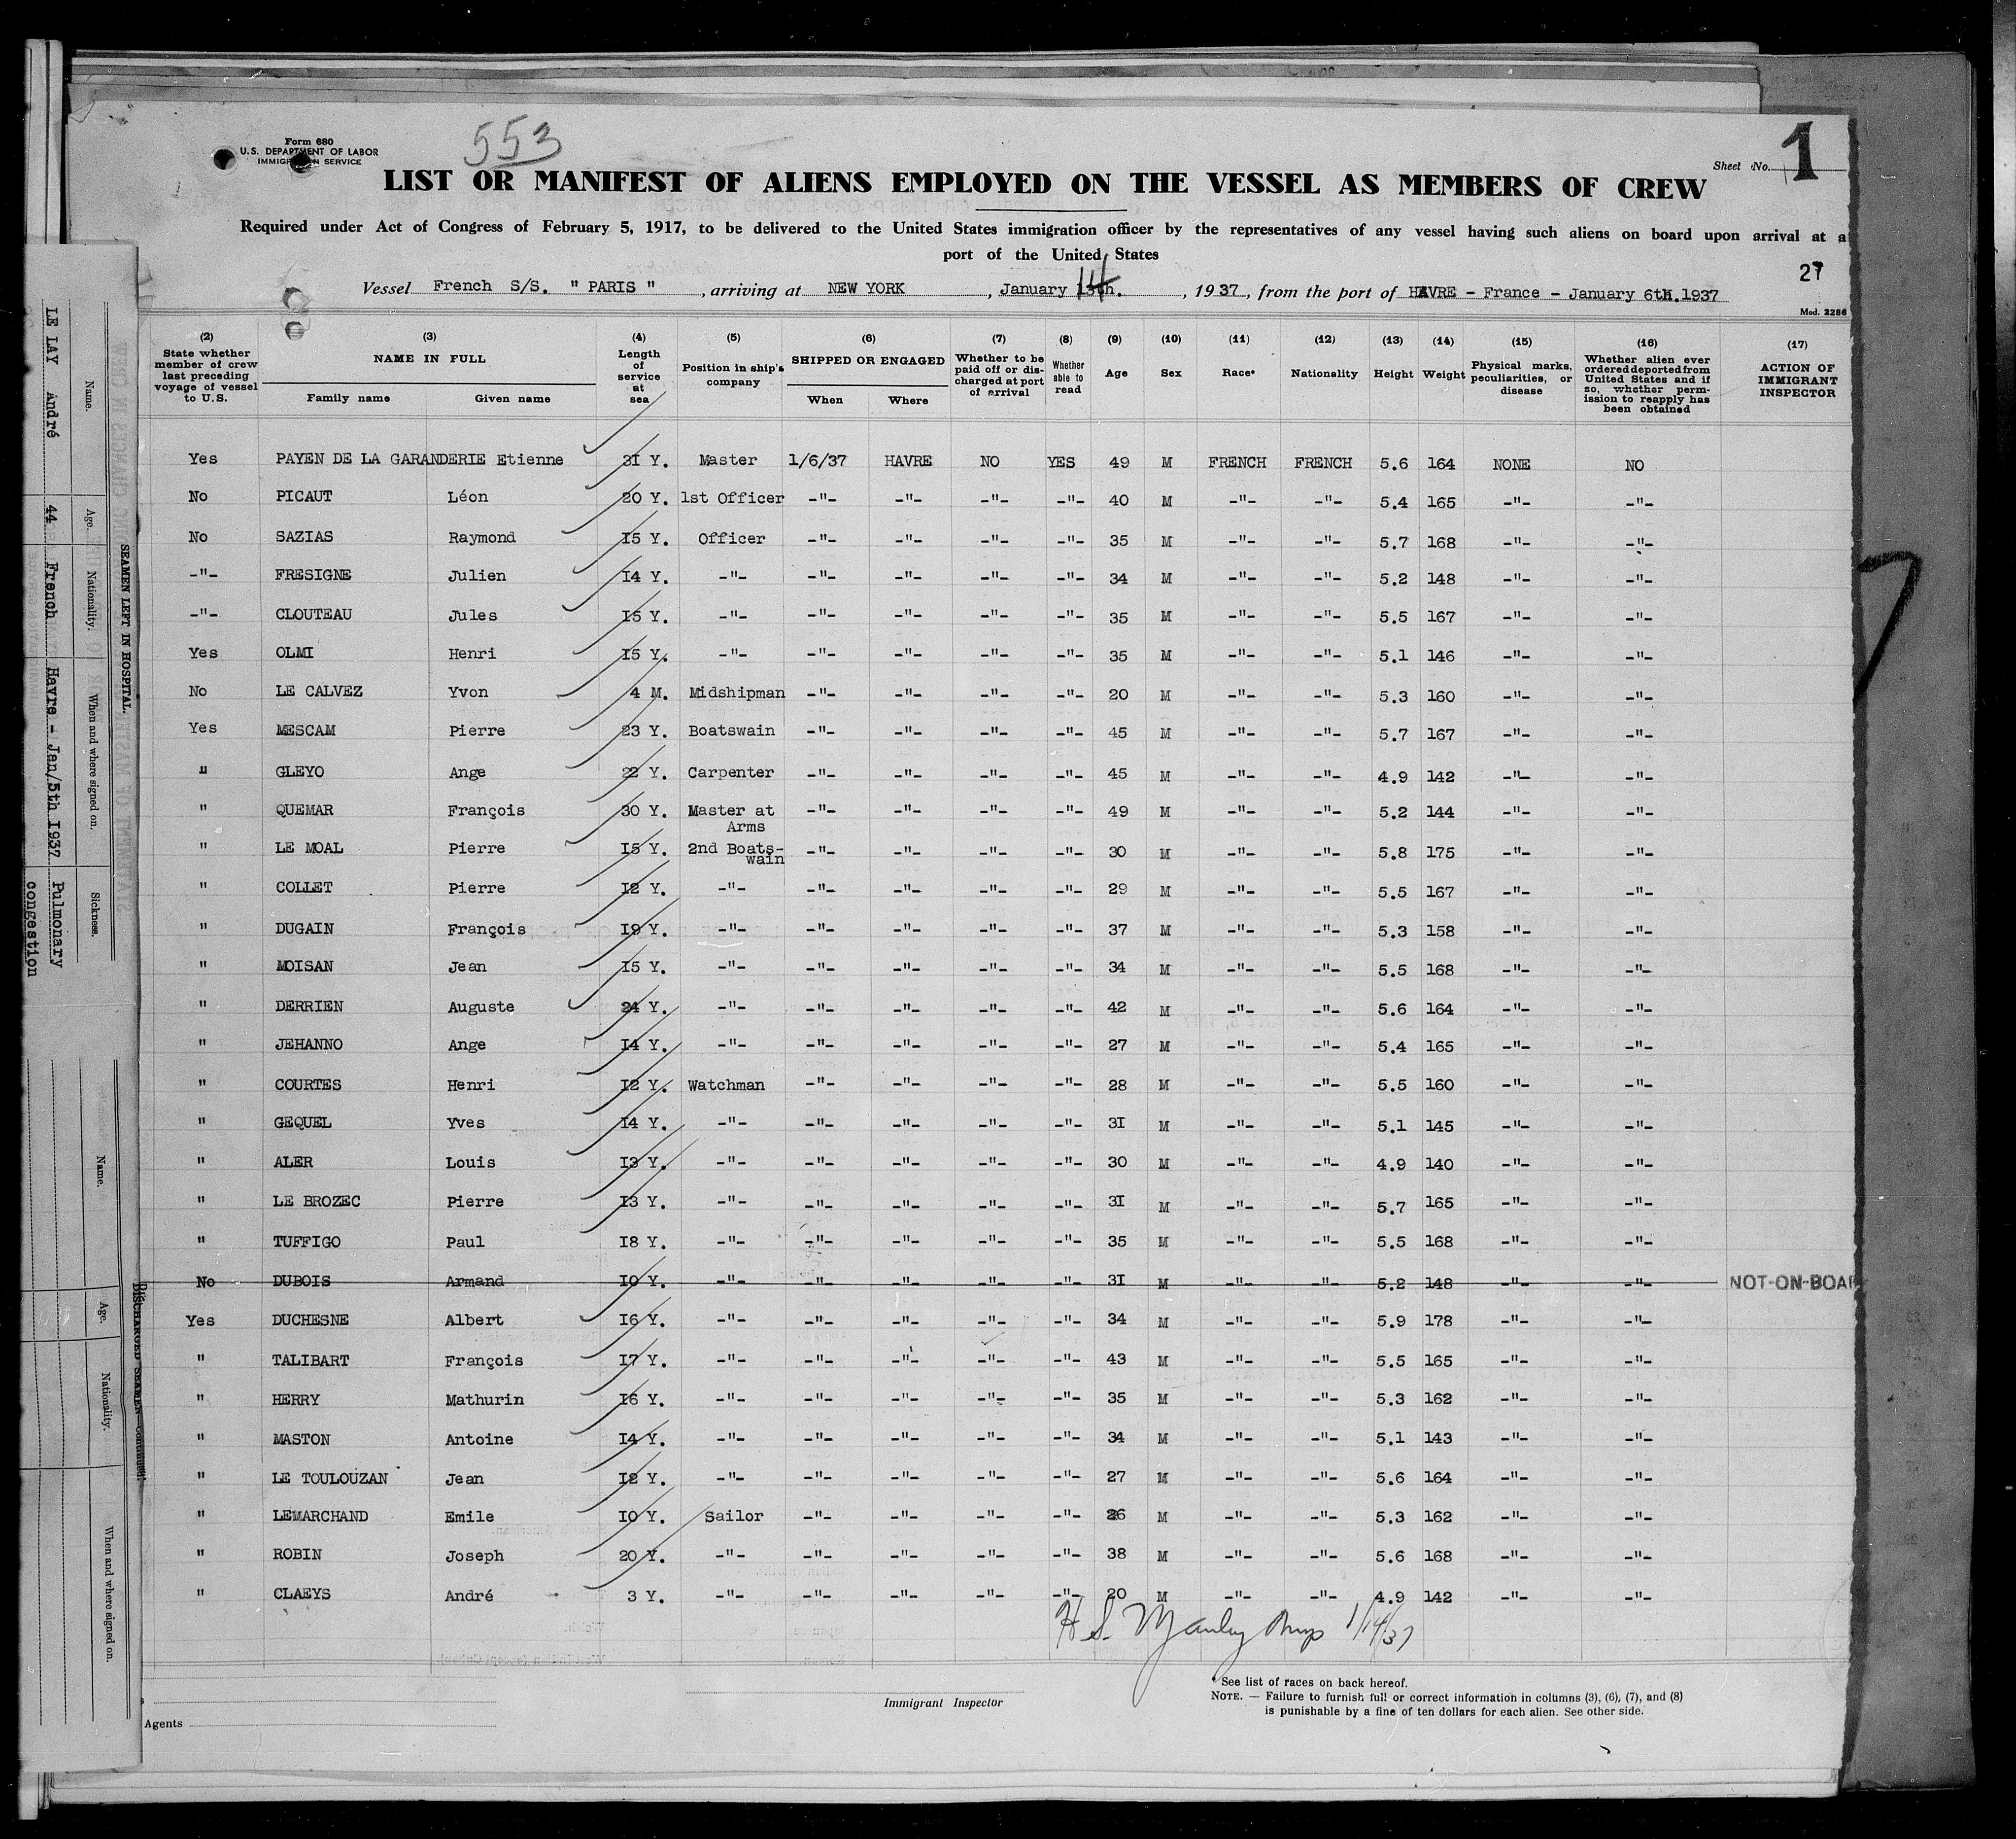 553
Form 680
U.S. DEPARTMENT OF LABOR
IMMIGRATION SERVICE
Sheet No. 1
LIST OR MANIFEST OF ALIENS EMPLOYED ON THE VESSEL AS MEMBERS OF CREW
Required under Act of Congress of February 5, 1917, to be delivered to the United States immigration officer by the representatives of any vessel having such aliens on board upon arrival at a
port of the United States
27
Vessel French S/S. " PARIS " , arriving at NEW YORK , January 14th. , 1937, from the port of HAVRE - France - January 6th.1937
Mod. 2286
(2) (3) (4) (5) (6) (7) (8) (9) (10) (11) (12) (13) (14) (15) (16) (17)
State whether member of crew last preceding voyage of vessel to U.S.
NAME IN FULL
Family name Given name
Length of service at sea
Position in ship's company
SHIPPED OR ENGAGED
When Where
Whether to be paid off or discharged at port of arrival
Whether able to read
Age
Sex
Race*
Nationality
Height
Weight
Physical marks, peculiarities, or disease
Whether alien ever ordered deported from United States and if so, whether permission to reapply has been obtained
ACTION OF IMMIGRANT INSPECTOR
Yes PAYEN DE LA GARANDERIE Etienne 31 Y. Master 1/6/37 HAVRE NO YES 49 M FRENCH FRENCH 5.6 164 NONE NO
No PICAUT Léon 20 Y. 1st Officer -"- -"- -"- -"- 40 M -"- -"- 5.4 165 -"- -"-
No SAZIAS Raymond 15 Y. Officer -"- -"- -"- -"- 35 M -"- -"- 5.7 168 -"- -"-
-"- FRESIGNE Julien 14 Y. -"- -"- -"- -"- -"- 34 M -"- -"- 5.2 148 -"- -"-
-"- CLOUTEAU Jules 15 Y. -"- -"- -"- -"- -"- 35 M -"- -"- 5.5 167 -"- -"-
Yes OLMI Henri 15 Y. -"- -"- -"- -"- -"- 35 M -"- -"- 5.1 146 -"- -"-
No LE CALVEZ Yvon 4 M. Midshipman -"- -"- -"- -"- 20 M -"- -"- 5.3 160 -"- -"-
Yes MESCAM Pierre 23 Y. Boatswain -"- -"- -"- -"- 45 M -"- -"- 5.7 167 -"- -"-
" GLEYO Ange 22 Y. Carpenter -"- -"- -"- -"- 45 M -"- -"- 4.9 142 -"- -"-
" QUEMAR François 30 Y. Master at Arms -"- -"- -"- -"- 49 M -"- -"- 5.2 144 -"- -"-
" LE MOAL Pierre 15 Y. 2nd Boats-wain -"- -"- -"- -"- 30 M -"- -"- 5.8 175 -"- -"-
" COLLET Pierre 12 Y. -"- -"- -"- -"- -"- 29 M -"- -"- 5.5 167 -"- -"-
" DUGAIN François 19 Y. -"- -"- -"- -"- -"- 37 M -"- -"- 5.3 158 -"- -"-
" MOISAN Jean 15 Y. -"- -"- -"- -"- -"- 34 M -"- -"- 5.5 168 -"- -"-
" DERRIEN Auguste 24 Y. -"- -"- -"- -"- -"- 42 M -"- -"- 5.6 164 -"- -"-
" JEHANNO Ange 14 Y. -"- -"- -"- -"- -"- 27 M -"- -"- 5.4 165 -"- -"-
" COURTES Henri 12 Y. Watchman -"- -"- -"- -"- 28 M -"- -"- 5.5 160 -"- -"-
" GEQUEL Yves 14 Y. -"- -"- -"- -"- -"- 31 M -"- -"- 5.1 145 -"- -"-
" ALER Louis 13 Y. -"- -"- -"- -"- -"- 30 M -"- -"- 4.9 140 -"- -"-
" LE BROZEC Pierre 13 Y. -"- -"- -"- -"- -"- 31 M -"- -"- 5.7 165 -"- -"-
" TUFFIGO Paul 18 Y. -"- -"- -"- -"- -"- 35 M -"- -"- 5.5 168 -"- -"-
No DUBOIS Armand 10 Y. -"- -"- -"- -"- -"- 31 M -"- -"- 5.2 148 -"- -"- NOT-ON-BOAR
Yes DUCHESNE Albert 16 Y. -"- -"- -"- -"- -"- 34 M -"- -"- 5.9 178 -"- -"-
" TALIBART François 17 Y. -"- -"- -"- -"- -"- 43 M -"- -"- 5.5 165 -"- -"-
" HERRY Mathurin 16 Y. -"- -"- -"- -"- -"- 35 M -"- -"- 5.3 162 -"- -"-
" MASTON Antoine 14 Y. -"- -"- -"- -"- -"- 34 M -"- -"- 5.1 143 -"- -"-
" LE TOULOUZAN Jean 12 Y. -"- -"- -"- -"- -"- 27 M -"- -"- 5.6 164 -"- -"-
" LEMARCHAND Emile 10 Y. Sailor -"- -"- -"- -"- 26 M -"- -"- 5.3 162 -"- -"-
" ROBIN Joseph 20 Y. -"- -"- -"- -"- -"- 38 M -"- -"- 5.6 168 -"- -"-
" CLAEYS André 3 Y. -"- -"- -"- -"- -"- 20 M -"- -"- 4.9 142 -"- -"-
H S. Manley 1/14/37
Immigrant Inspector
Agents
* See list of races on back hereof.
NOTE. — Failure to furnish full or correct information in columns (3), (6), (7), and (8)
is punishable by a fine of ten dollars for each alien. See other side.
SEAMEN LEFT IN HOSPITAL.
Name. Age. Nationality. When and where signed on. Sickness.
LE LAY André 44 French Havre - Jan/5th 1937 Pulmonary
congestion
DISCHARGED SEAMEN
Name. Age. Nationality. When and where signed on.